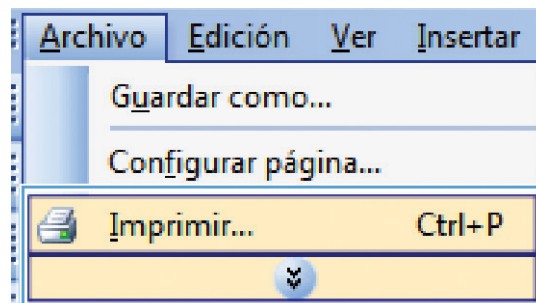 Archivo Edición Ver Insertar
Guardar como...
Configurar página...
Imprimir... Ctrl+P